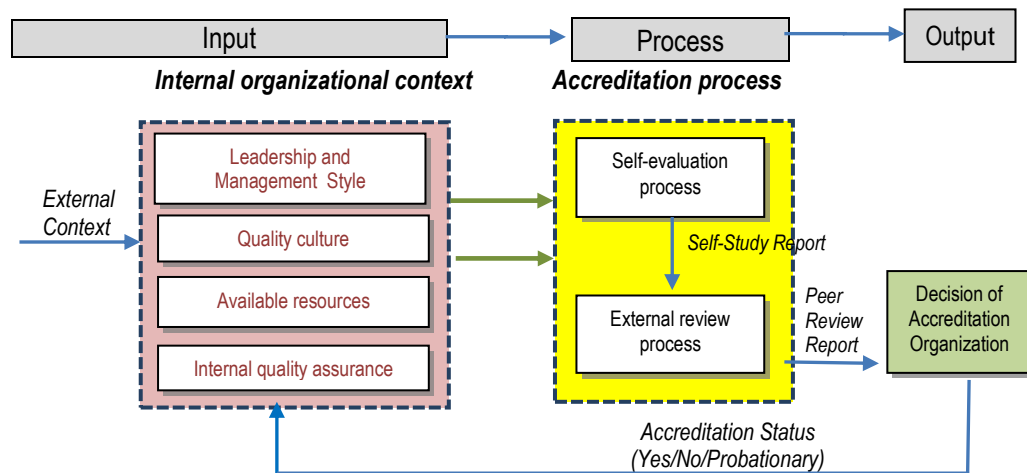 Input
Process
Output
Internal organizational context
Accreditation process
External
Context
Leadership and
Management Style
Quality culture
Available resources
Internal quality assurance
Self-evaluation
process
Self-Study Report
External review
process
Peer
Review
Report
Decision of
Accreditation
Organization
Accreditation Status
(Yes/No/Probationary)